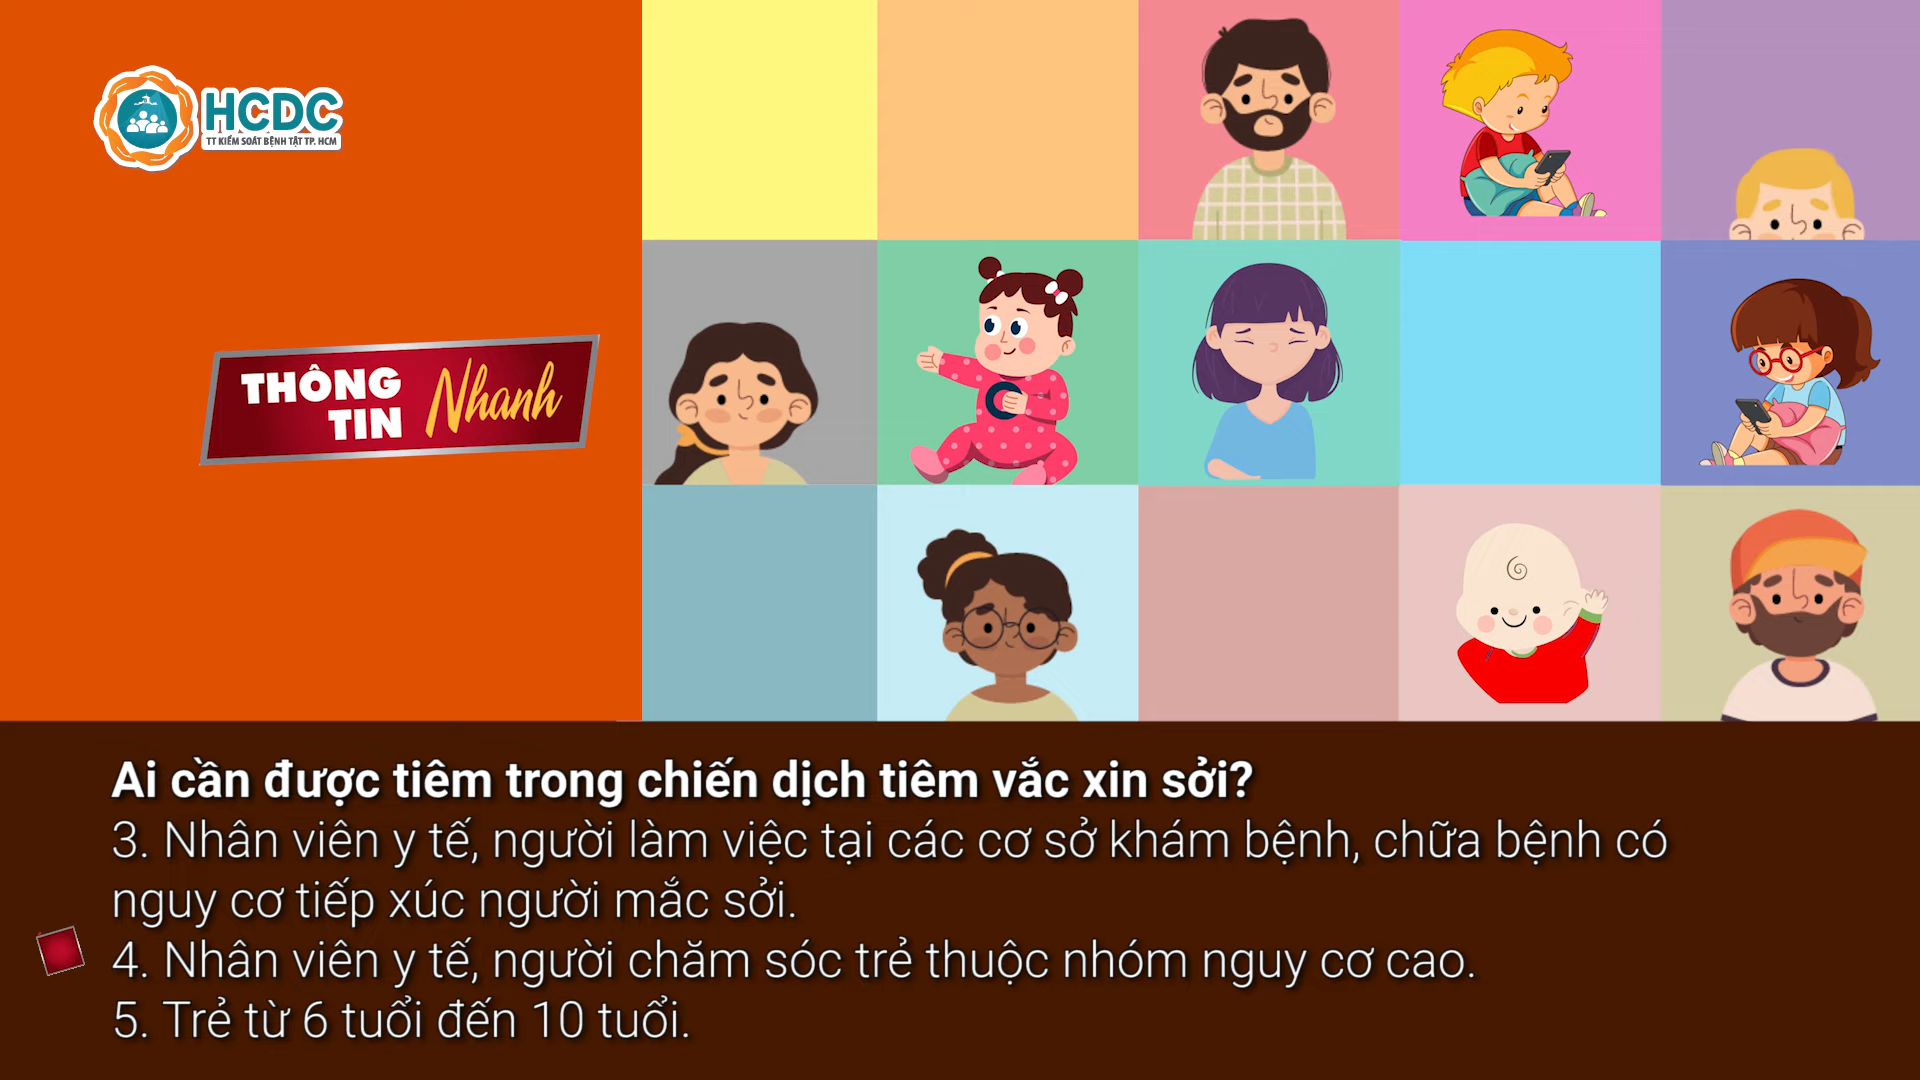 HCDC
TT KIỂM SOÁT BỆNH TẬT TP. HCM
THÔNG
TIN
Nhanh
Ai cần được tiêm trong chiến dịch tiêm vắc xin sởi?
3. Nhân viên y tế, người làm việc tại các cơ sở khám bệnh, chữa bệnh có
nguy cơ tiếp xúc người mắc sởi.
4. Nhân viên y tế, người chăm sóc trẻ thuộc nhóm nguy cơ cao.
5. Trẻ từ 6 tuổi đến 10 tuổi.